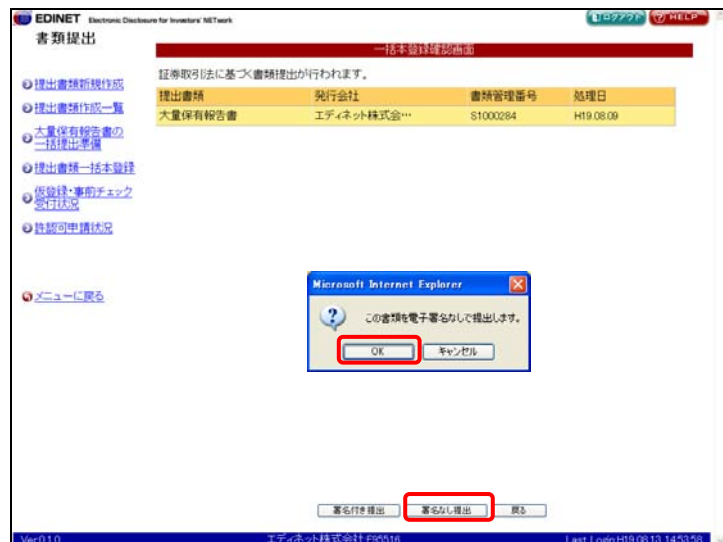 EDINET Electronic Disclosure for Investors' NETwork
ログアウト
HELP
書類提出
一括本登録確認画面
証券取引法に基づく書類提出が行われます。
提出書類 発行会社 書類管理番号 処理日
大量保有報告書 エディネット株式会… S1000284 H19.08.09
提出書類新規作成
提出書類作成一覧
大量保有報告書の
一括提出準備
提出書類一括本登録
仮登録・事前チェック
受付状況
許認可申請状況
メニューに戻る
Microsoft Internet Explorer
この書類を電子署名なしで提出します。
OK キャンセル
署名付き提出 署名なし提出 戻る
Ver.0.1.0 エディネット株式会社 E95516 Last Login:H19.08.13 14:53:58